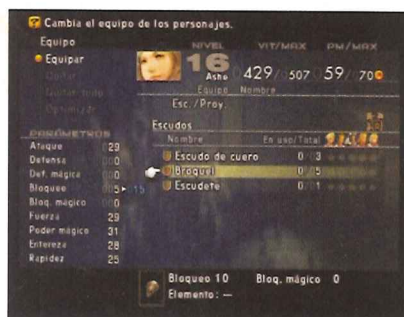 Cambia el equipo de los personajes.
Equipo
NIVEL VIT/MAX PM/MAX
Equipar
16
Ashe 429/507 59/70
Quitar
Quitar todo
Equipo Nombre
Optimizar
Esc./Proy.
PARÁMETROS
Escudos
Nombre En uso/Total
Ataque 29
Defensa 0
Escudo de cuero 0/3
Def. mágica 0
Broquel 0/5
Bloqueo 5▸15
Escudete 0/1
Bloq. mágico 0
Fuerza 29
Poder mágico 31
Entereza 28
Rapidez 25
Bloqueo 10 Bloq. mágico 0
Elemento: —